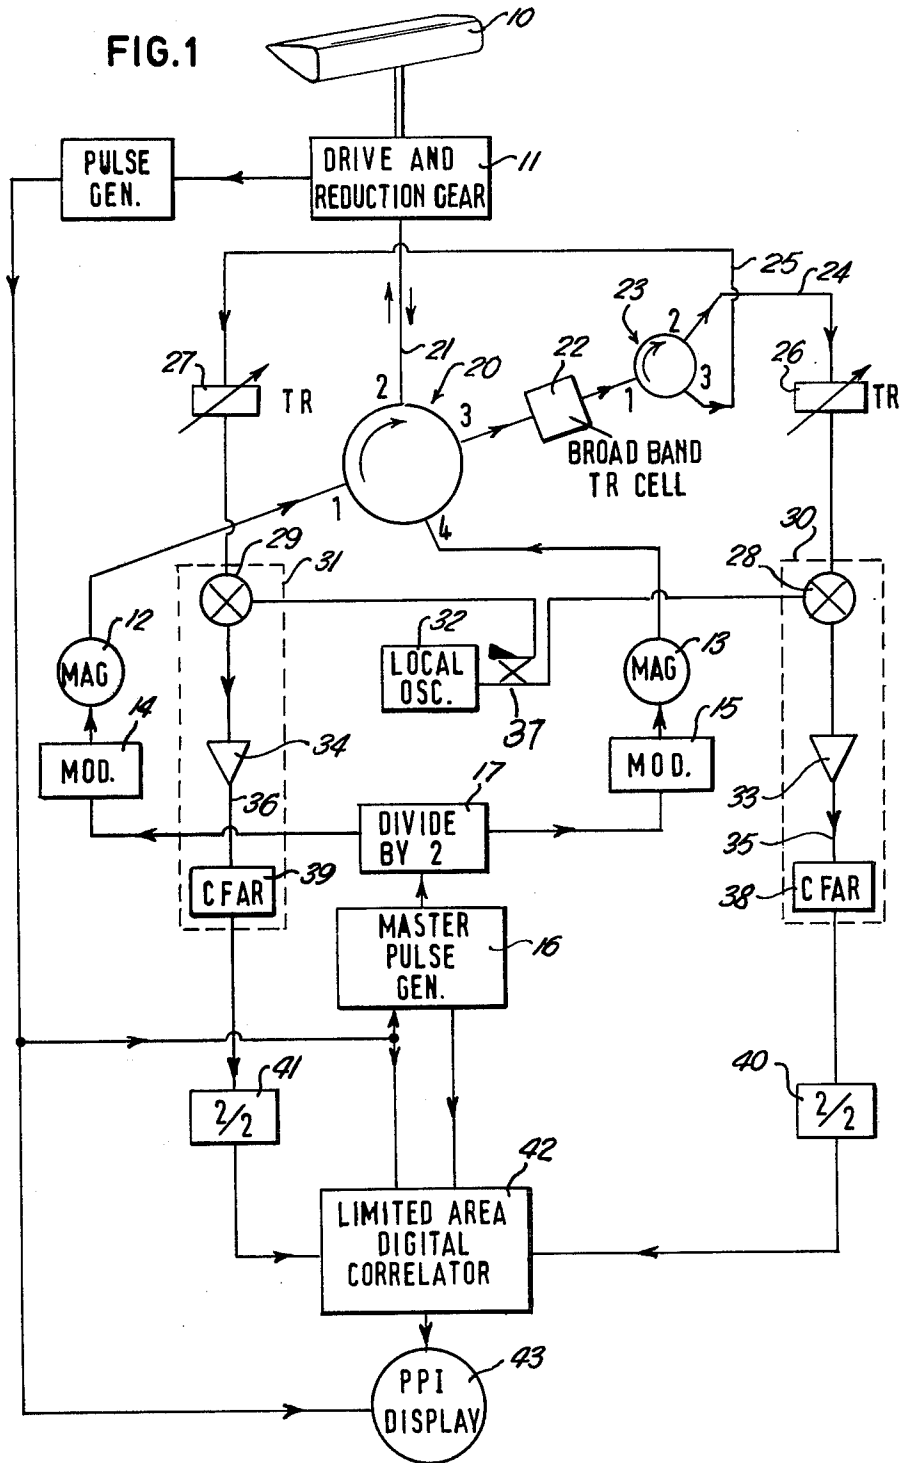 FIG.1
10
PULSE
GEN.
DRIVE AND
REDUCTION GEAR
11
25
24
23
2
27
TR
21
2
20
22
1
3
26
TR
3
BROAD BAND
TR CELL
1
4
30
29
31
28
12
MAG
32
LOCAL
OSC.
37
13
MAG
14
MOD.
34
15
MOD.
33
36
17
DIVIDE
BY 2
35
CFAR
39
38
CFAR
MASTER
PULSE
GEN.
16
41
2/2
40
2/2
42
LIMITED AREA
DIGITAL
CORRELATOR
43
PPI
DISPLAY